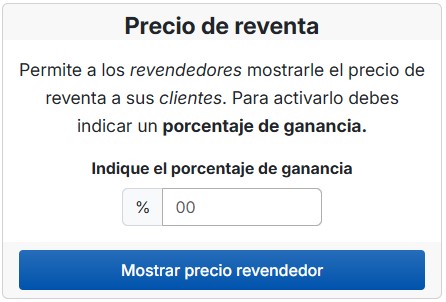 Precio de reventa
Permite a los revendedores mostrarle el precio de
reventa a sus clientes. Para activarlo debes
indicar un porcentaje de ganancia.
Indique el porcentaje de ganancia
% 00
Mostrar precio revendedor